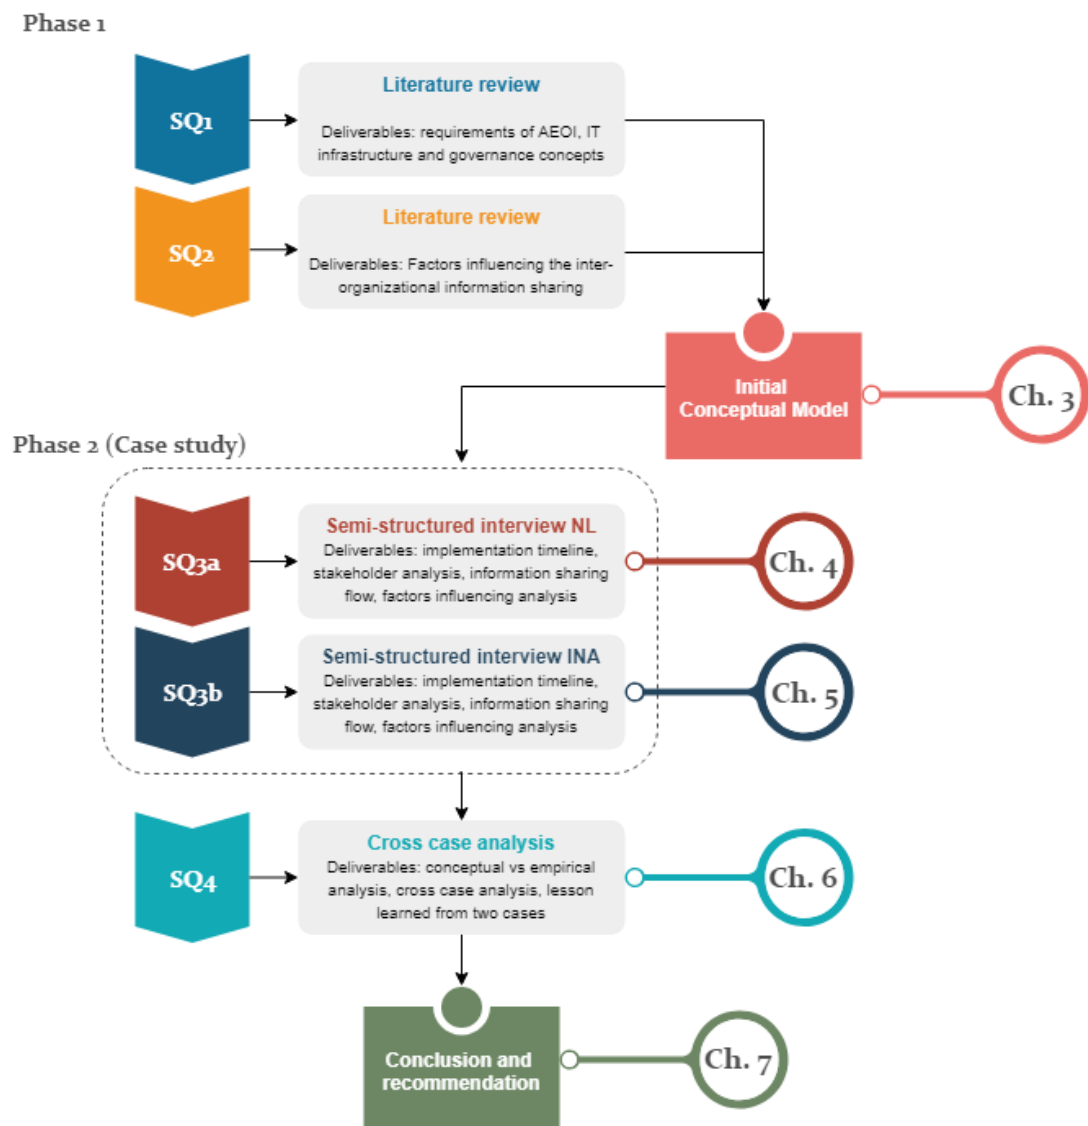 Phase 1
SQ1
Literature review
Deliverables: requirements of AEOI, IT
infrastructure and governance concepts
SQ2
Literature review
Deliverables: Factors influencing the inter-
organizational information sharing
Initial
Conceptual Model
Ch. 3
Phase 2 (Case study)
SQ3a
Semi-structured interview NL
Deliverables: implementation timeline,
stakeholder analysis, information sharing
flow, factors influencing analysis
Ch. 4
SQ3b
Semi-structured interview INA
Deliverables: implementation timeline,
stakeholder analysis, information sharing
flow, factors influencing analysis
Ch. 5
SQ4
Cross case analysis
Deliverables: conceptual vs empirical
analysis, cross case analysis, lesson
learned from two cases
Ch. 6
Conclusion and
recommendation
Ch. 7